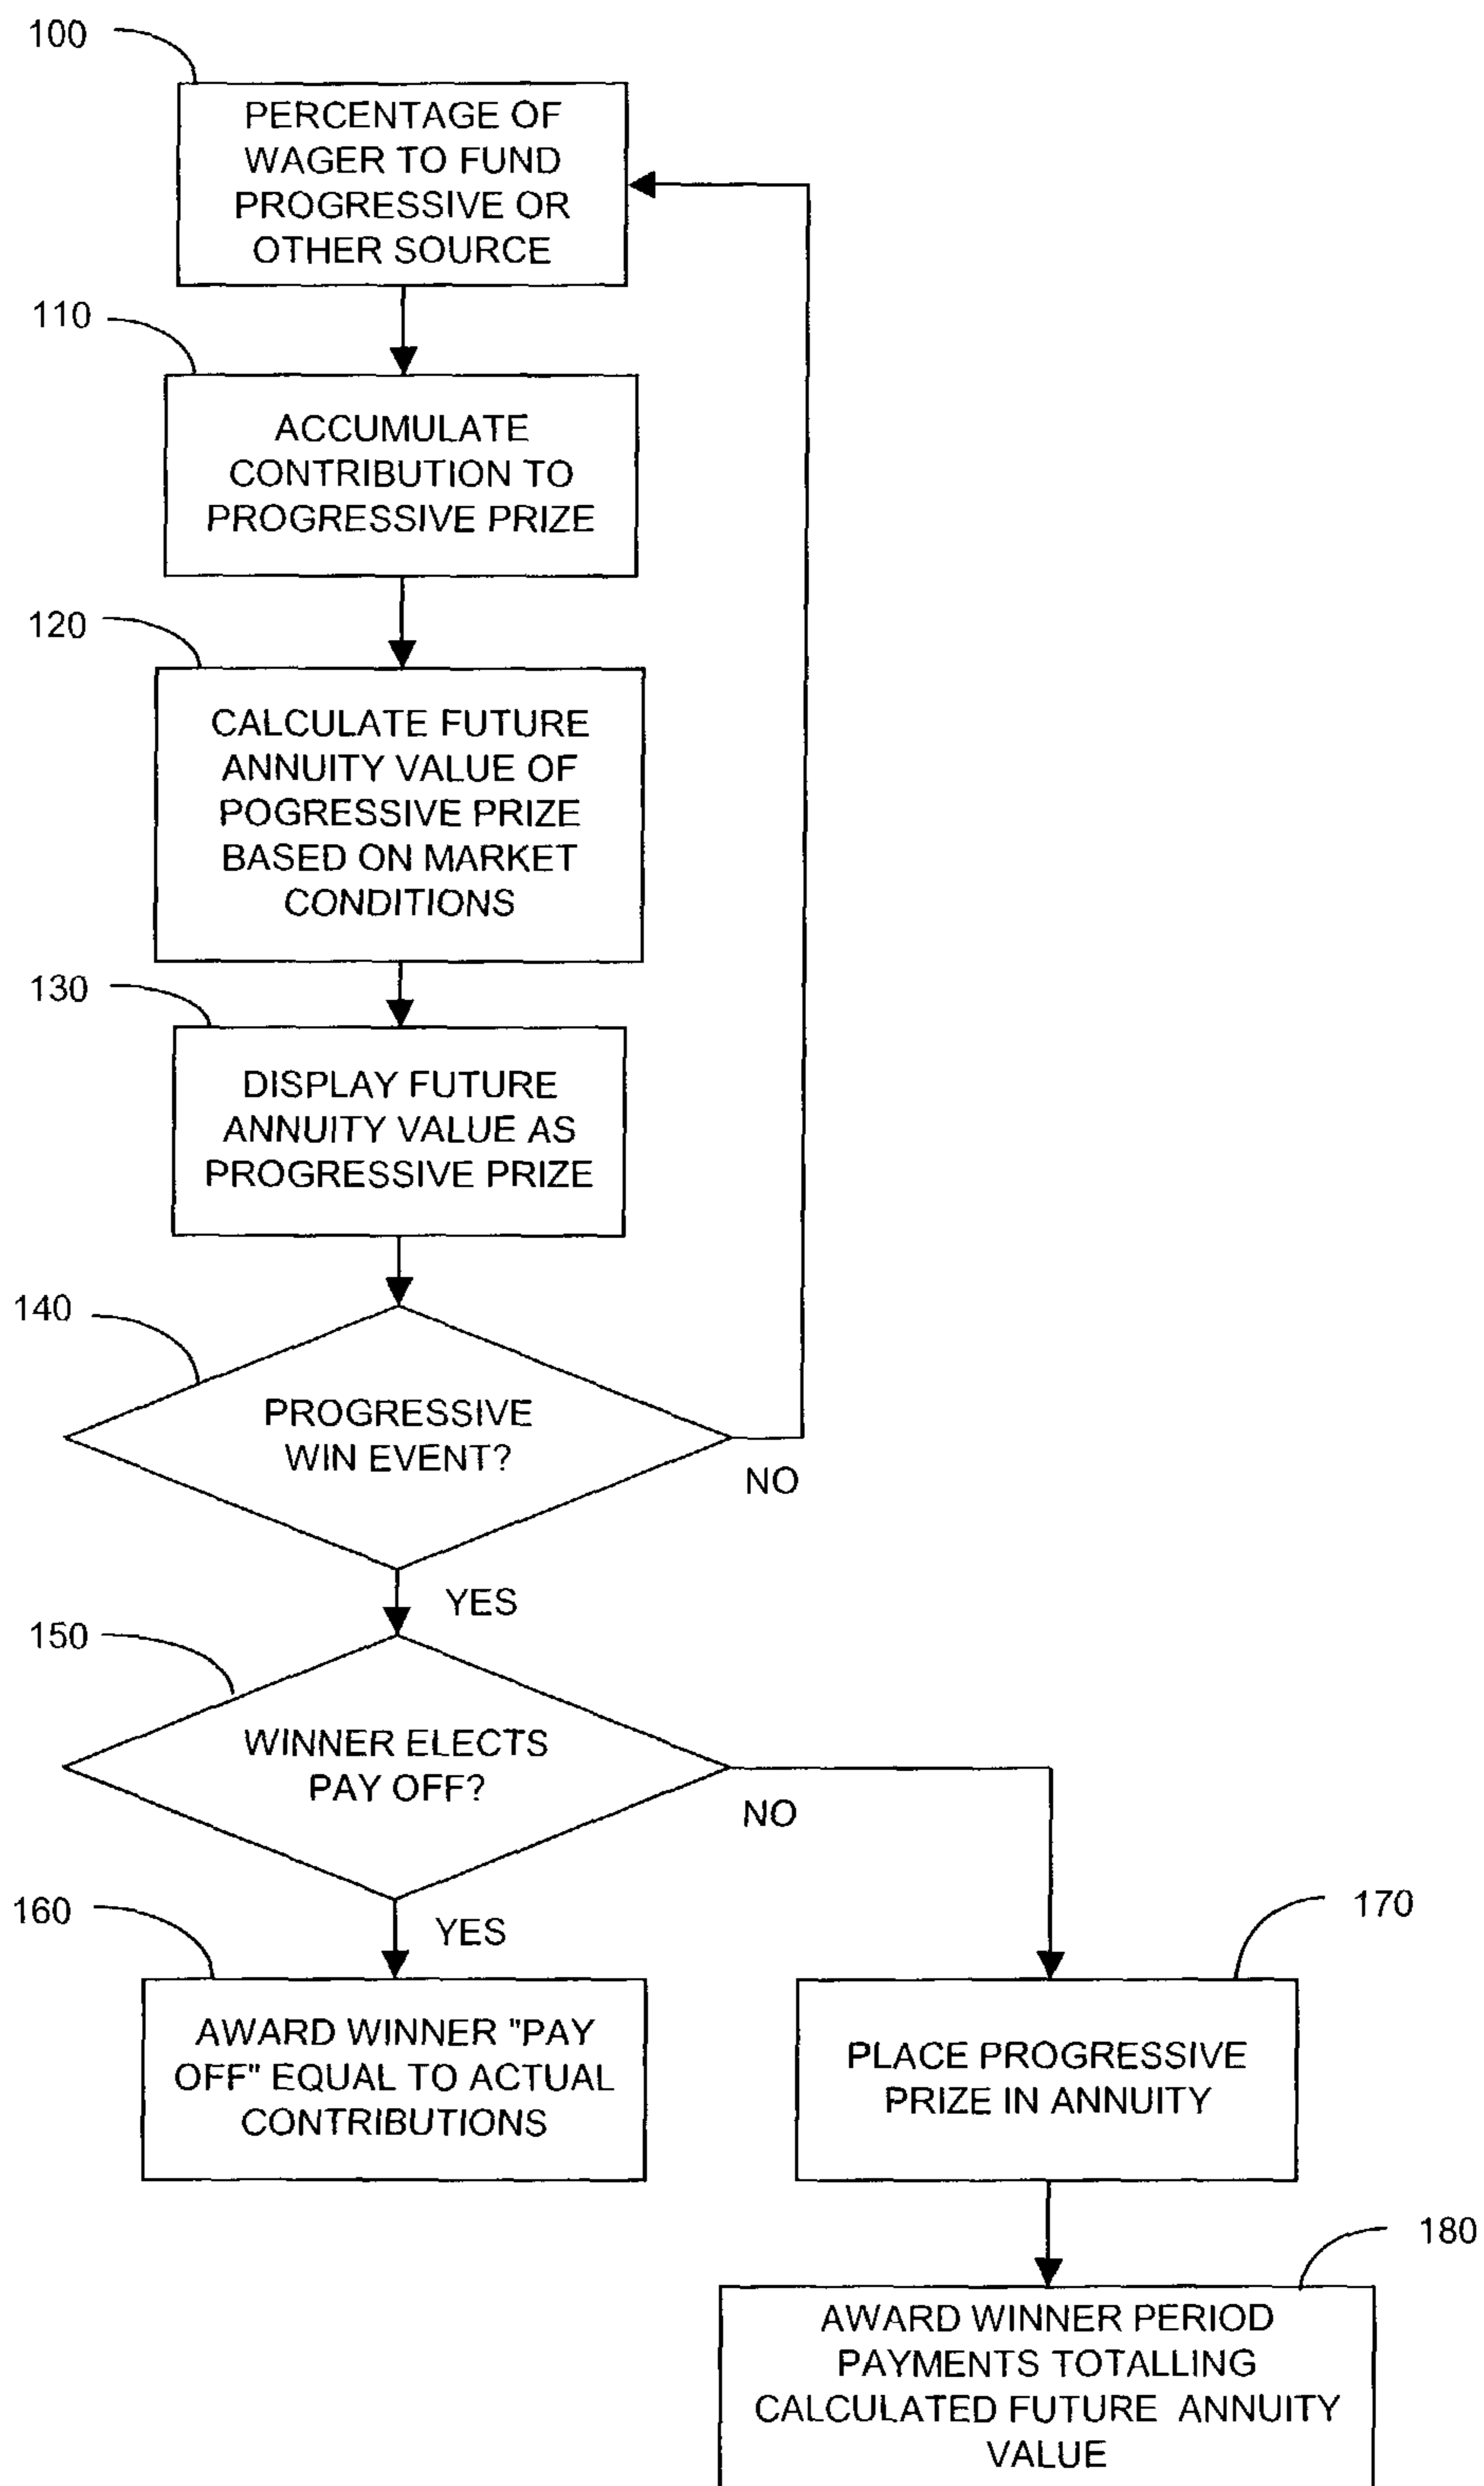 100
PERCENTAGE OF
WAGER TO FUND
PROGRESSIVE OR
OTHER SOURCE
110
ACCUMULATE
CONTRIBUTION TO
PROGRESSIVE PRIZE
120
CALCULATE FUTURE
ANNUITY VALUE OF
POGRESSIVE PRIZE
BASED ON MARKET
CONDITIONS
130
DISPLAY FUTURE
ANNUITY VALUE AS
PROGRESSIVE PRIZE
140
PROGRESSIVE
WIN EVENT?
NO
YES
150
WINNER ELECTS
PAY OFF?
NO
YES
160
AWARD WINNER "PAY
OFF" EQUAL TO ACTUAL
CONTRIBUTIONS
170
PLACE PROGRESSIVE
PRIZE IN ANNUITY
180
AWARD WINNER PERIOD
PAYMENTS TOTALLING
CALCULATED FUTURE ANNUITY
VALUE